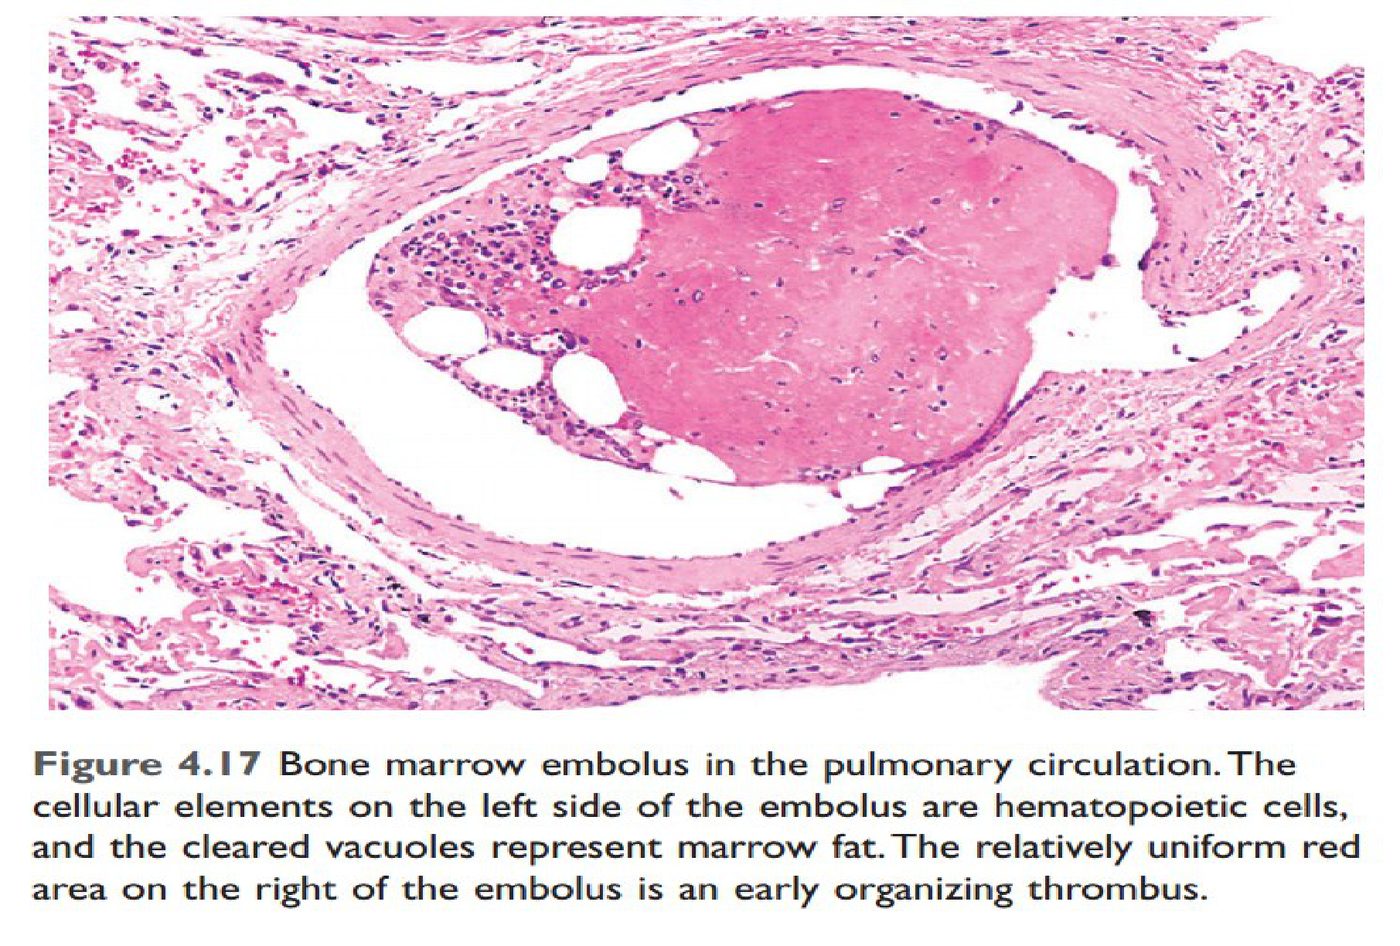 Figure 4.17 Bone marrow embolus in the pulmonary circulation. The
cellular elements on the left side of the embolus are hematopoietic cells,
and the cleared vacuoles represent marrow fat. The relatively uniform red
area on the right of the embolus is an early organizing thrombus.